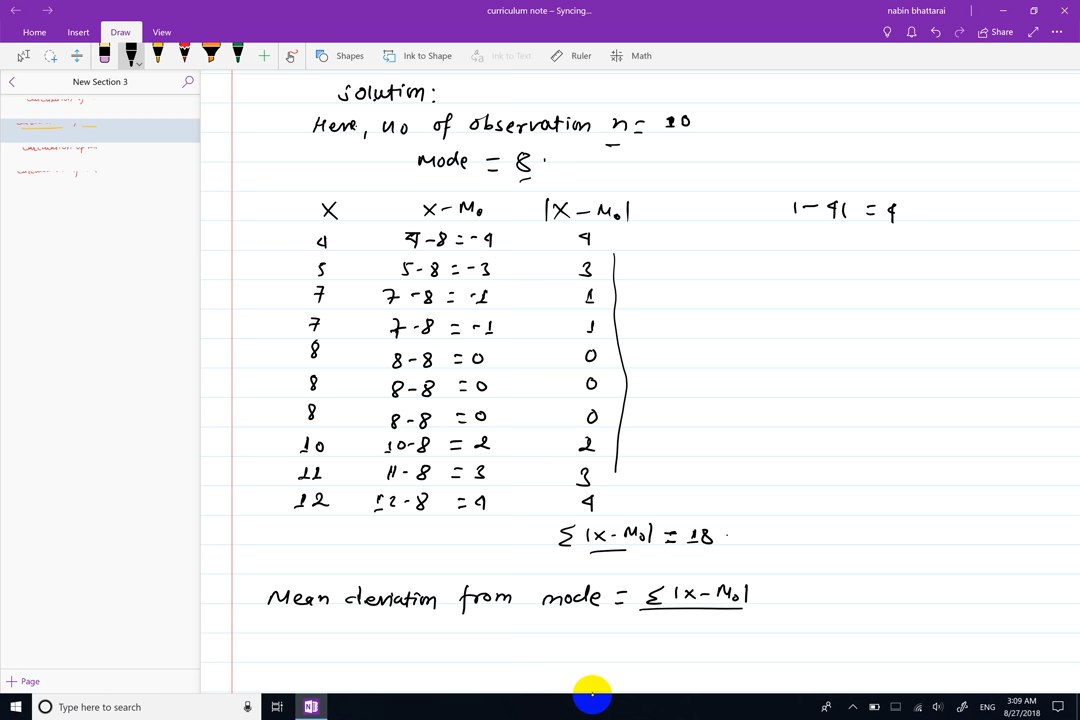 curriculum note – Syncing...
nabin bhattarai
Home Insert Draw View
Share
Shapes Ink to Shape Ink to Text Ruler Math
New Section 3
Solution:
Here, no of observation n = 10
Mode = 8
X X - M₀ |X - M₀| |-4| = 4
4 4-8 = -4 4
5 5-8 = -3 3
7 7-8 = -1 1
7 7-8 = -1 1
8 8-8 = 0 0
8 8-8 = 0 0
8 8-8 = 0 0
10 10-8 = 2 2
11 11-8 = 3 3
12 12-8 = 4 4
Σ |X - M₀| = 18
Mean deviation from mode = Σ |X - M₀|
+ Page
Type here to search
ENG
3:09 AM
8/27/2018